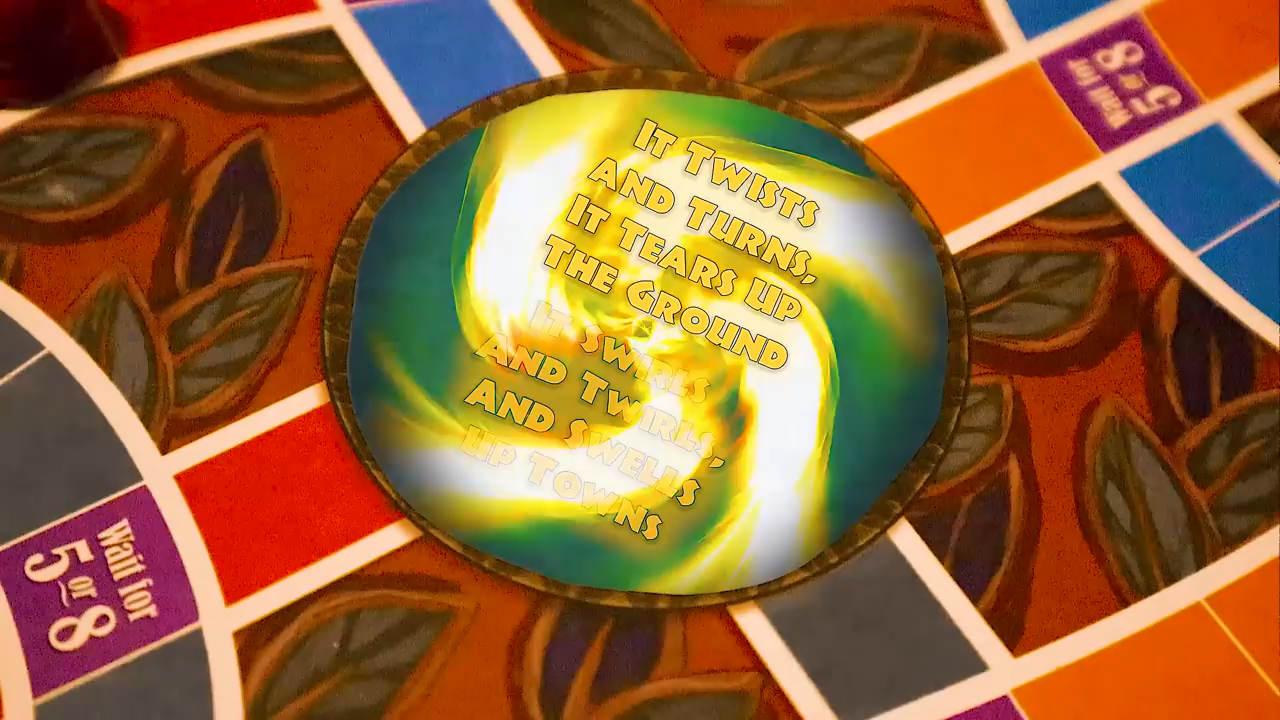 It Twists
and Turns,
It Tears Up
The Ground
It Swirls
and Twirls,
And Swells
up Towns
Wait for
5 or 8
Wait for
5 or 8